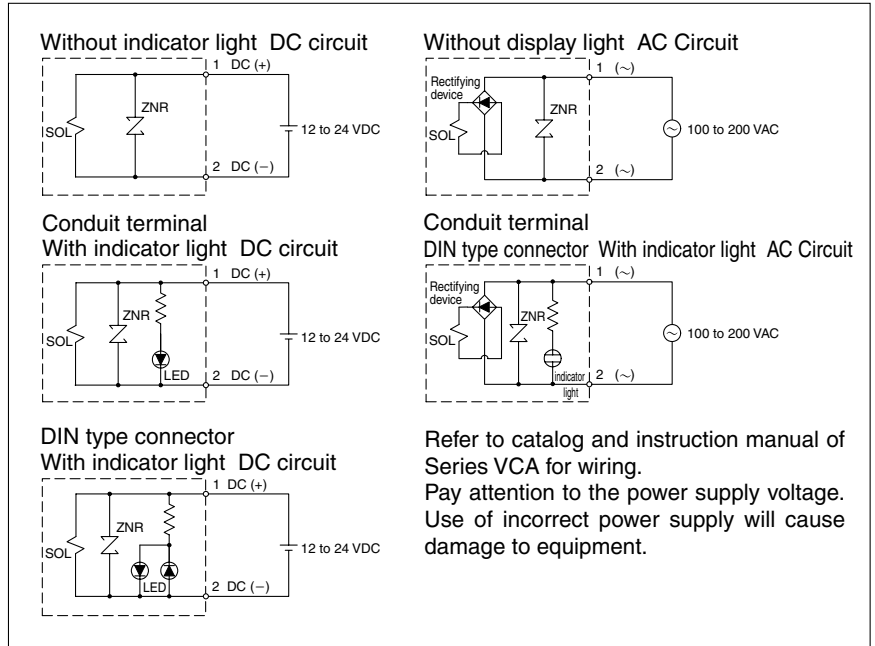 Without indicator light DC circuit
1 DC (+)
ZNR
SOL
12 to 24 VDC
2 DC (−)
Conduit terminal
With indicator light DC circuit
1 DC (+)
ZNR
SOL
12 to 24 VDC
LED
2 DC (−)
DIN type connector
With indicator light DC circuit
1 DC (+)
ZNR
SOL
12 to 24 VDC
LED
2 DC (−)
Without display light AC Circuit
1 (~)
Rectifying
device
ZNR
SOL
100 to 200 VAC
2 (~)
Conduit terminal
DIN type connector With indicator light AC Circuit
1 (~)
Rectifying
device
ZNR
SOL
100 to 200 VAC
indicator
light
2 (~)
Refer to catalog and instruction manual of
Series VCA for wiring.
Pay attention to the power supply voltage.
Use of incorrect power supply will cause
damage to equipment.